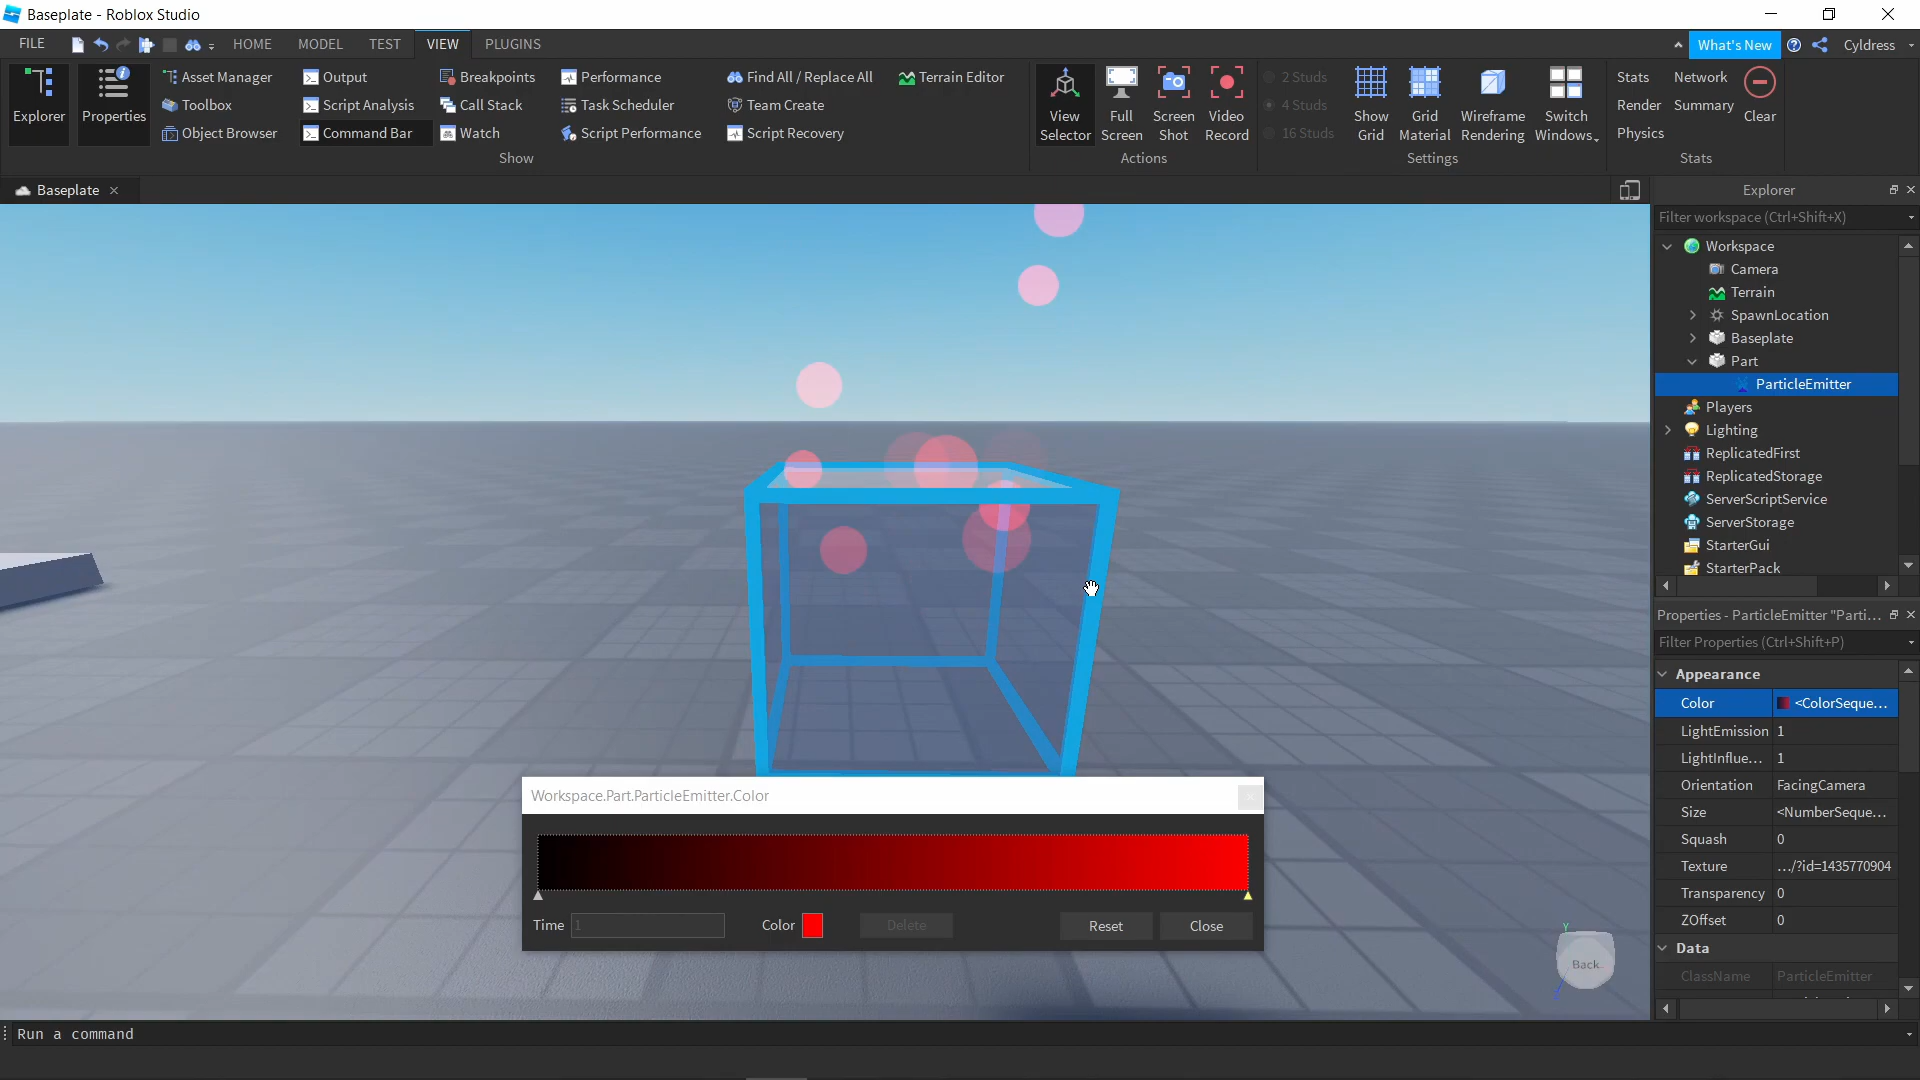 Baseplate - Roblox Studio
FILE
HOME
MODEL
TEST
VIEW
PLUGINS
What's New
Cyldress
Explorer
Properties
Asset Manager
Toolbox
Object Browser
Output
Script Analysis
Command Bar
Breakpoints
Call Stack
Watch
Performance
Task Scheduler
Script Performance
Find All / Replace All
Team Create
Script Recovery
Terrain Editor
Show
View Selector
Full Screen
Screen Shot
Video Record
Actions
2 Studs
4 Studs
16 Studs
Show Grid
Grid Material
Wireframe Rendering
Switch Windows
Settings
Stats
Render
Physics
Network
Summary
Clear
Stats
Baseplate
Explorer
Filter workspace (Ctrl+Shift+X)
Workspace
Camera
Terrain
SpawnLocation
Baseplate
Part
ParticleEmitter
Players
Lighting
ReplicatedFirst
ReplicatedStorage
ServerScriptService
ServerStorage
StarterGui
StarterPack
Properties - ParticleEmitter "Parti...
Filter Properties (Ctrl+Shift+P)
Appearance
Color <ColorSeque...
LightEmission 1
LightInflue... 1
Orientation FacingCamera
Size <NumberSeque...
Squash 0
Texture .../?id=1435770904
Transparency 0
ZOffset 0
Data
ClassName ParticleEmitter
Workspace.Part.ParticleEmitter.Color
Time 1 Color Delete Reset Close
Y
Back
Run a command